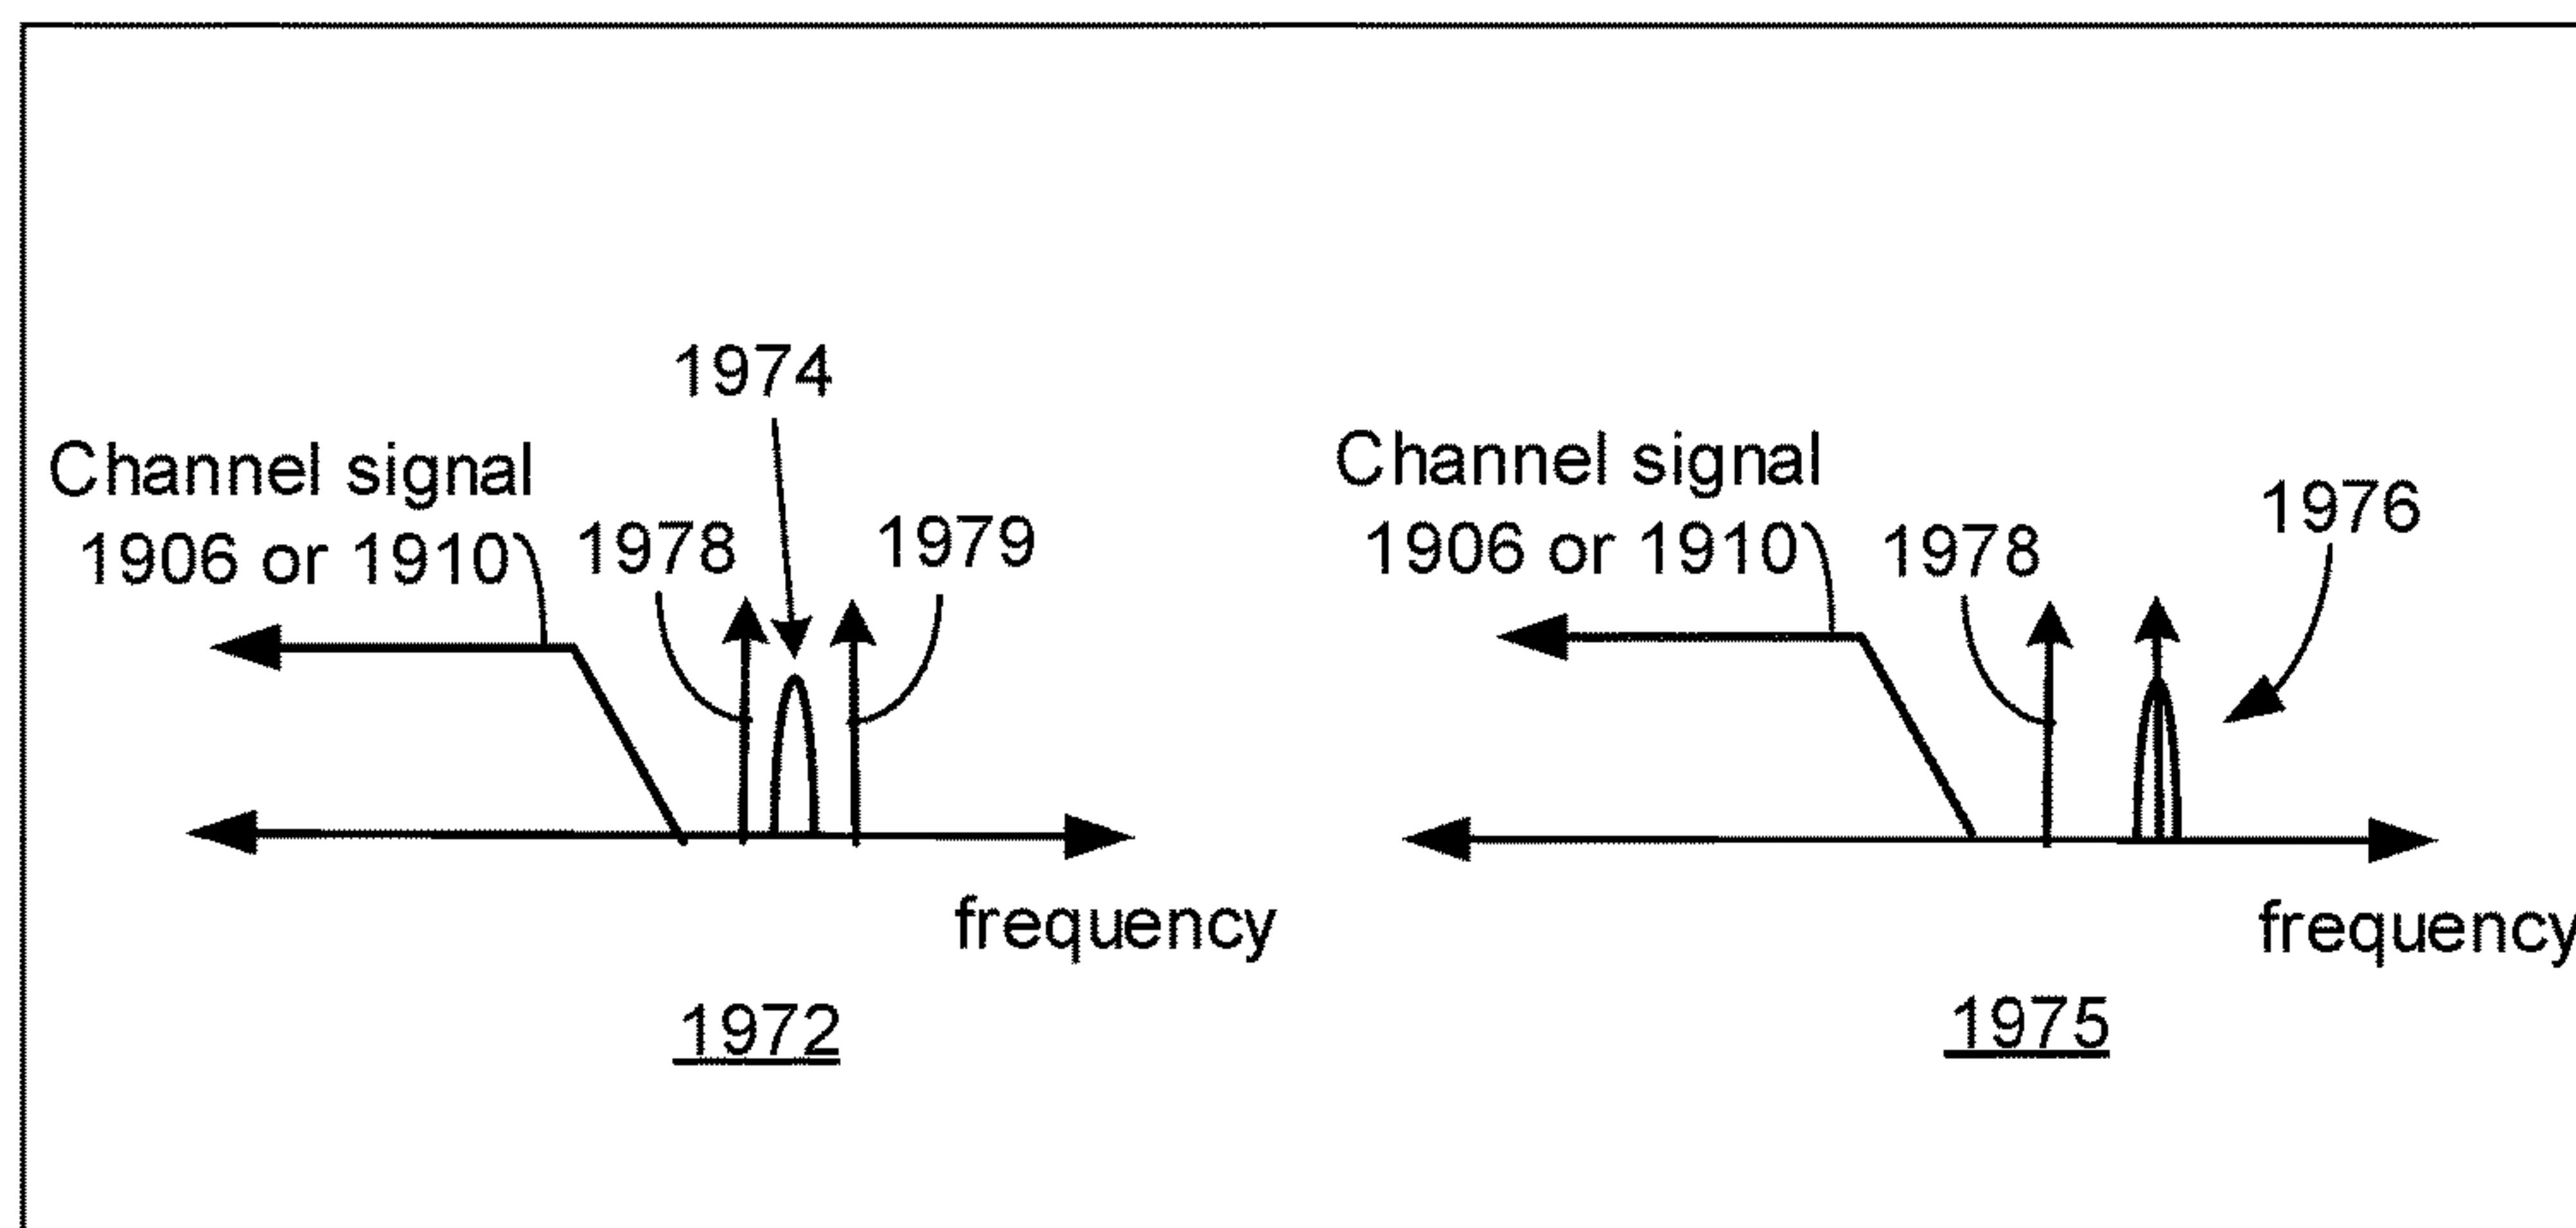 1974
Channel signal
1906 or 1910
1978
1979
frequency
1972
Channel signal
1906 or 1910
1978
1976
frequency
1975